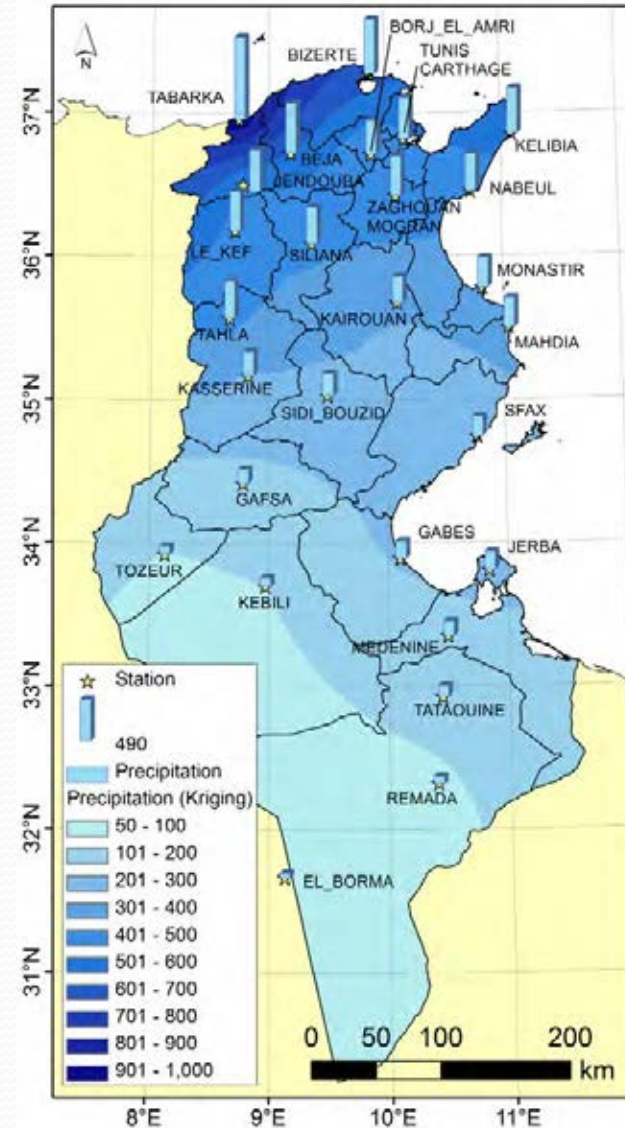 N
BORJ_EL_AMRI
BIZERTE
TUNIS
CARTHAGE
TABARKA
37°N
KELIBIA
BEJA
JENDOUBA
NABEUL
ZAGHOUAN
MOGRAN
LE_KEF
SILIANA
36°N
MONASTIR
KAIROUAN
TAHLA
MAHDIA
KASSERINE
35°N
SIDI_BOUZID
SFAX
GAFSA
34°N
GABES
JERBA
TOZEUR
KEBILI
MEDENINE
33°N
TATAOUINE
REMADA
32°N
EL_BORMA
31°N
Station
490
Precipitation
Precipitation (Kriging)
50 - 100
101 - 200
201 - 300
301 - 400
401 - 500
501 - 600
601 - 700
701 - 800
801 - 900
901 - 1,000
0 50 100 200
km
8°E 9°E 10°E 11°E